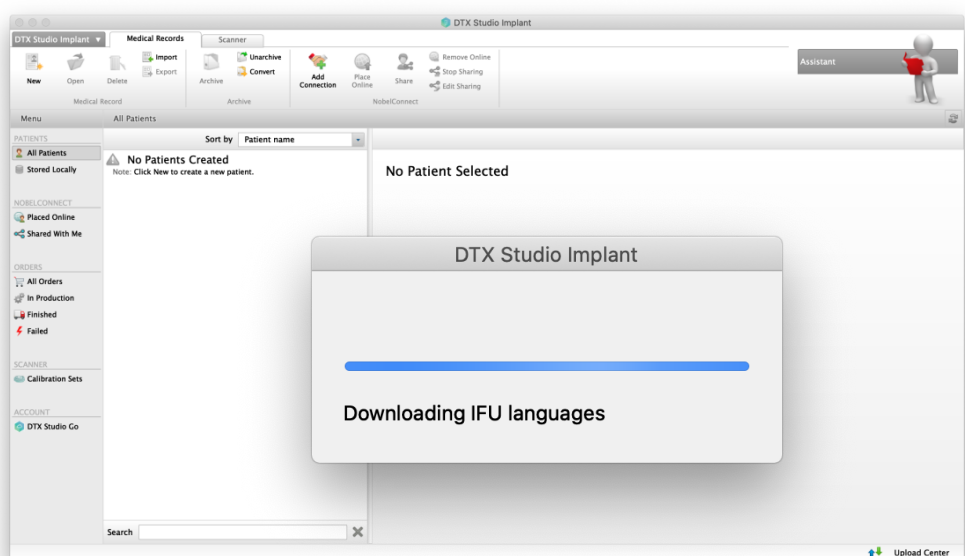 DTX Studio Implant
DTX Studio Implant ▼
Medical Records
Scanner
New
Open
Delete
Import
Export
Medical Record
Archive
Unarchive
Convert
Archive
Add Connection
Place Online
Share
Remove Online
Stop Sharing
Edit Sharing
NobelConnect
Assistant
Menu
All Patients
PATIENTS
All Patients
Stored Locally
NOBELCONNECT
Placed Online
Shared With Me
ORDERS
All Orders
In Production
Finished
Failed
SCANNER
Calibration Sets
ACCOUNT
DTX Studio Go
Sort by Patient name
No Patients Created
Note: Click New to create a new patient.
No Patient Selected
DTX Studio Implant
Downloading IFU languages
Search
Upload Center